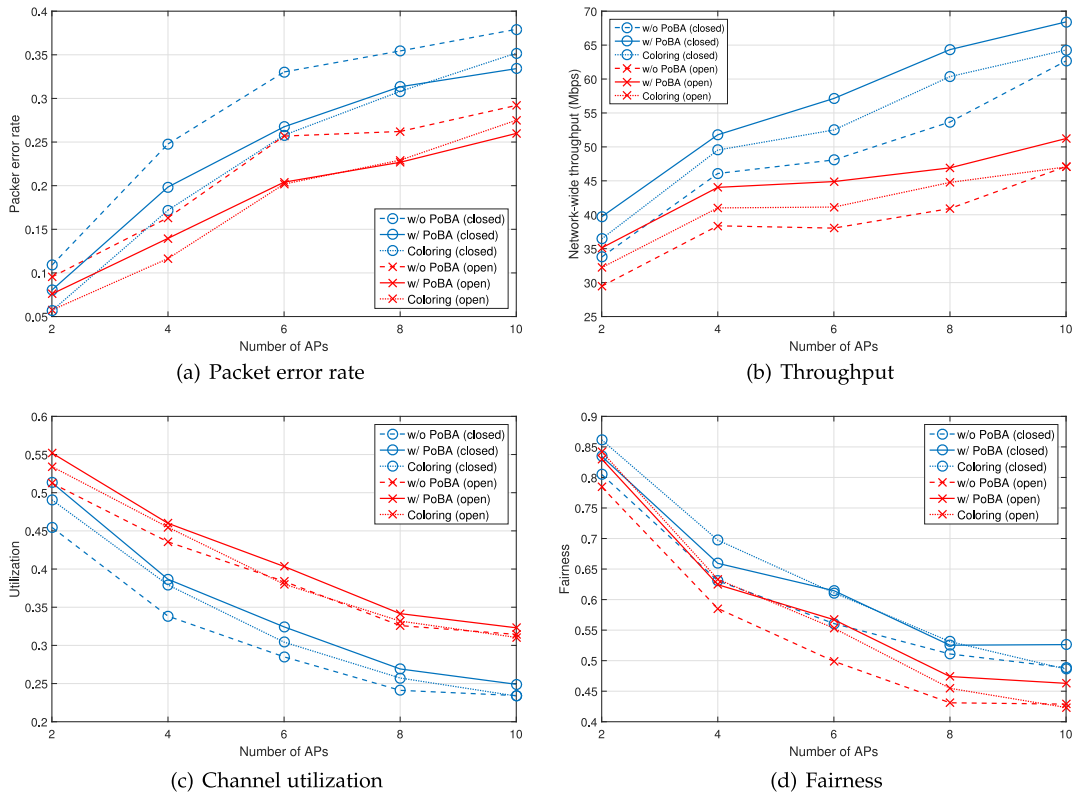 0.4
0.35
0.3
0.25
0.2
0.15
0.1
0.05
Packer error rate
2 4 6 8 10
Number of APs
w/o PoBA (closed)
w/ PoBA (closed)
Coloring (closed)
w/o PoBA (open)
w/ PoBA (open)
Coloring (open)
(a) Packet error rate
70
65
60
55
50
45
40
35
30
25
Network-wide throughput (Mbps)
2 4 6 8 10
Number of APs
w/o PoBA (closed)
w/ PoBA (closed)
Coloring (closed)
w/o PoBA (open)
w/ PoBA (open)
Coloring (open)
(b) Throughput
0.6
0.55
0.5
0.45
0.4
0.35
0.3
0.25
0.2
Utilization
2 4 6 8 10
Number of APs
w/o PoBA (closed)
w/ PoBA (closed)
Coloring (closed)
w/o PoBA (open)
w/ PoBA (open)
Coloring (open)
(c) Channel utilization
0.9
0.85
0.8
0.75
0.7
0.65
0.6
0.55
0.5
0.45
0.4
Fairness
2 4 6 8 10
Number of APs
w/o PoBA (closed)
w/ PoBA (closed)
Coloring (closed)
w/o PoBA (open)
w/ PoBA (open)
Coloring (open)
(d) Fairness